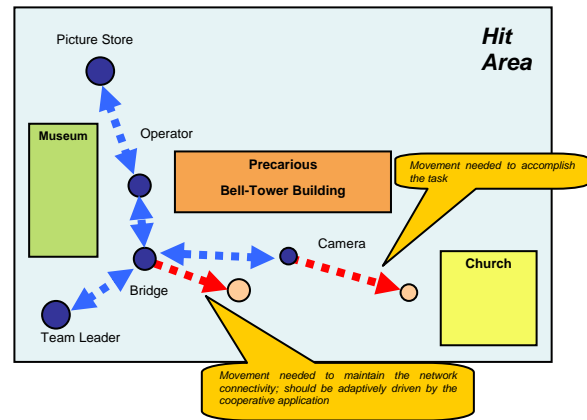 Picture Store
Hit
Area
Operator
Museum
Precarious
Bell-Tower Building
Movement needed to accomplish
the task
Camera
Church
Bridge
Team Leader
Movement needed to maintain the network
connectivity; should be adaptively driven by the
cooperative application